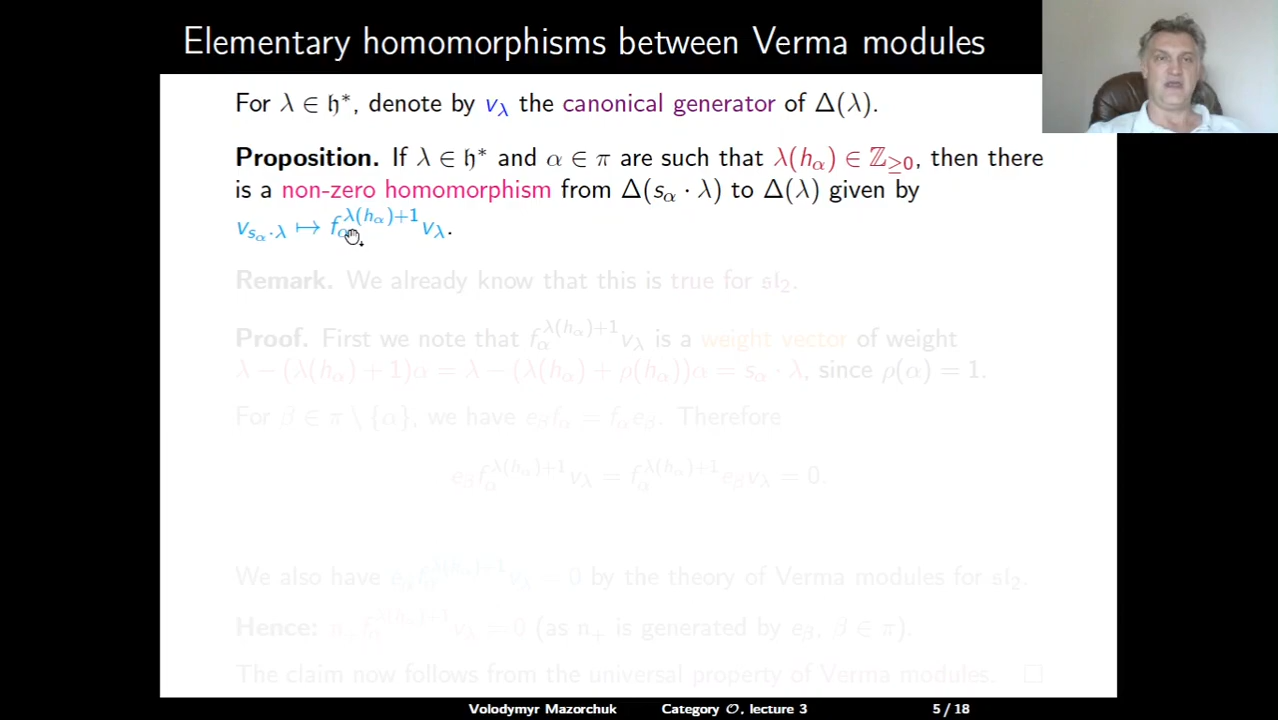 Elementary homomorphisms between Verma modules
For λ ∈ 𝔥*, denote by v_λ the canonical generator of Δ(λ).
Proposition. If λ ∈ 𝔥* and α ∈ π are such that λ(h_α) ∈ ℤ_≥0, then there
is a non-zero homomorphism from Δ(s_α · λ) to Δ(λ) given by
v_{s_α·λ} ↦ f_α^{λ(h_α)+1} v_λ.
Remark. We already know that this is true for 𝔰𝔩_2.
Proof. First we note that f_α^{λ(h_α)+1} v_λ is a weight vector of weight
λ − (λ(h_α) + 1)α = λ − (λ(h_α) + ρ(h_α))α = s_α · λ, since ρ(α) = 1.
For β ∈ π \ {α}, we have e_β f_α = f_α e_β. Therefore
e_β f_α^{λ(h_α)+1} v_λ = f_α^{λ(h_α)+1} e_β v_λ = 0.
We also have e_α f_α^{λ(h_α)+1} v_λ = 0 by the theory of Verma modules for 𝔰𝔩_2.
Hence: 𝔫_+ f_α^{λ(h_α)+1} v_λ = 0 (as 𝔫_+ is generated by e_β, β ∈ π).
The claim now follows from the universal property of Verma modules. □
Volodymyr Mazorchuk Category 𝒪, lecture 3 5 / 18